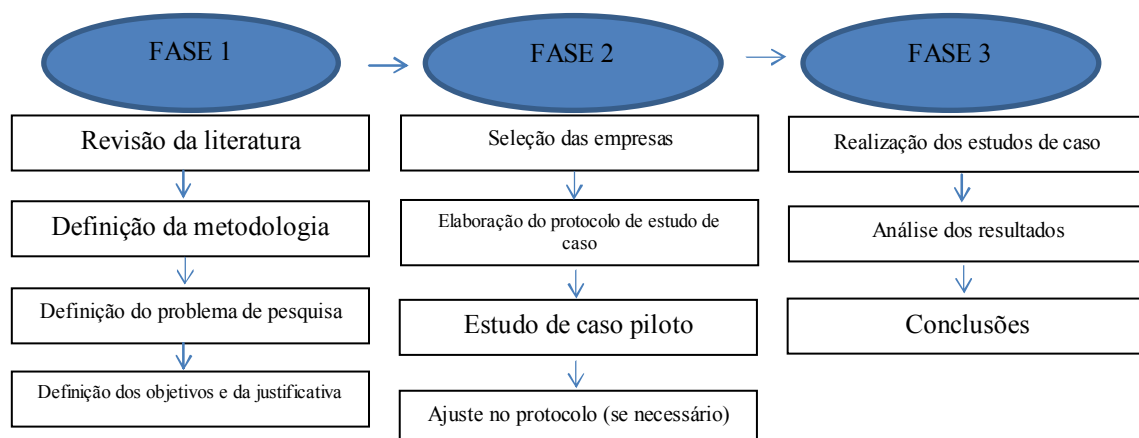 FASE 1
Revisão da literatura
Definição da metodologia
Definição do problema de pesquisa
Definição dos objetivos e da justificativa
FASE 2
Seleção das empresas
Elaboração do protocolo de estudo de
caso
Estudo de caso piloto
Ajuste no protocolo (se necessário)
FASE 3
Realização dos estudos de caso
Análise dos resultados
Conclusões